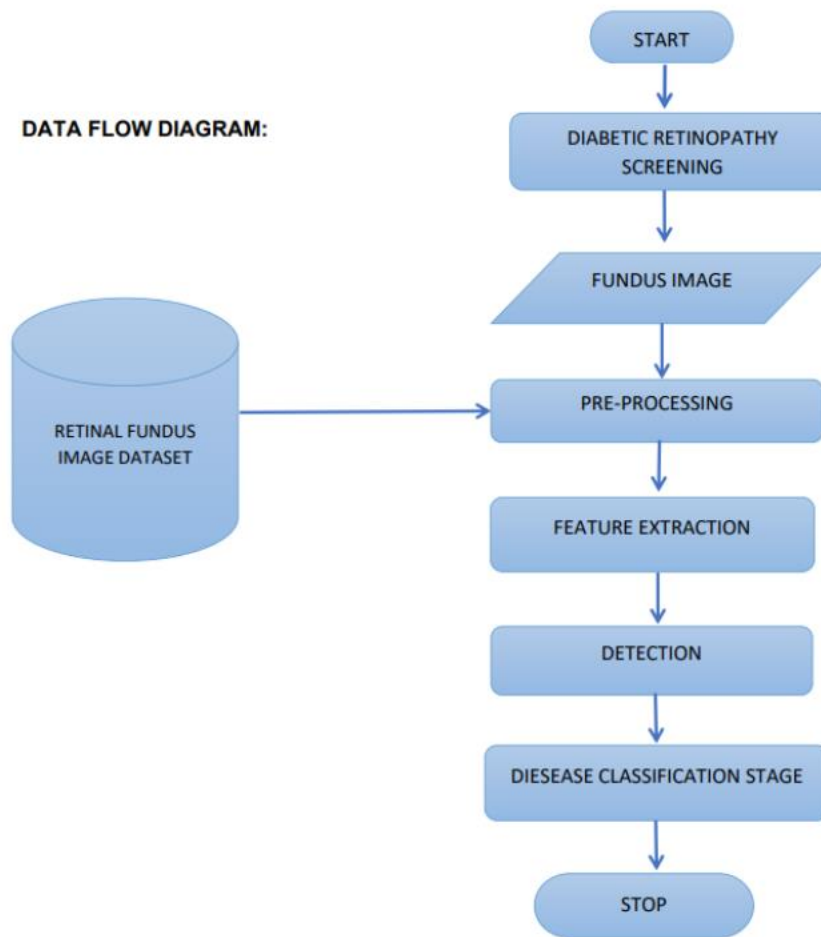 START
DATA FLOW DIAGRAM:
DIABETIC RETINOPATHY
SCREENING
FUNDUS IMAGE
RETINAL FUNDUS
IMAGE DATASET
PRE-PROCESSING
FEATURE EXTRACTION
DETECTION
DIESEASE CLASSIFICATION STAGE
STOP